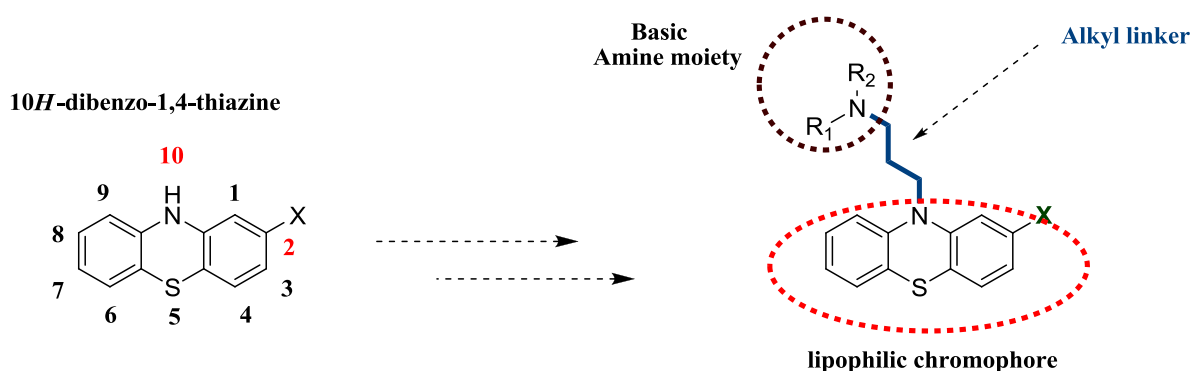 Basic
Amine moiety
Alkyl linker
R2
N
R1
10H-dibenzo-1,4-thiazine
10
H
N
9
1
X
8
2
7
3
S
6
5
4
N
X
S
lipophilic chromophore